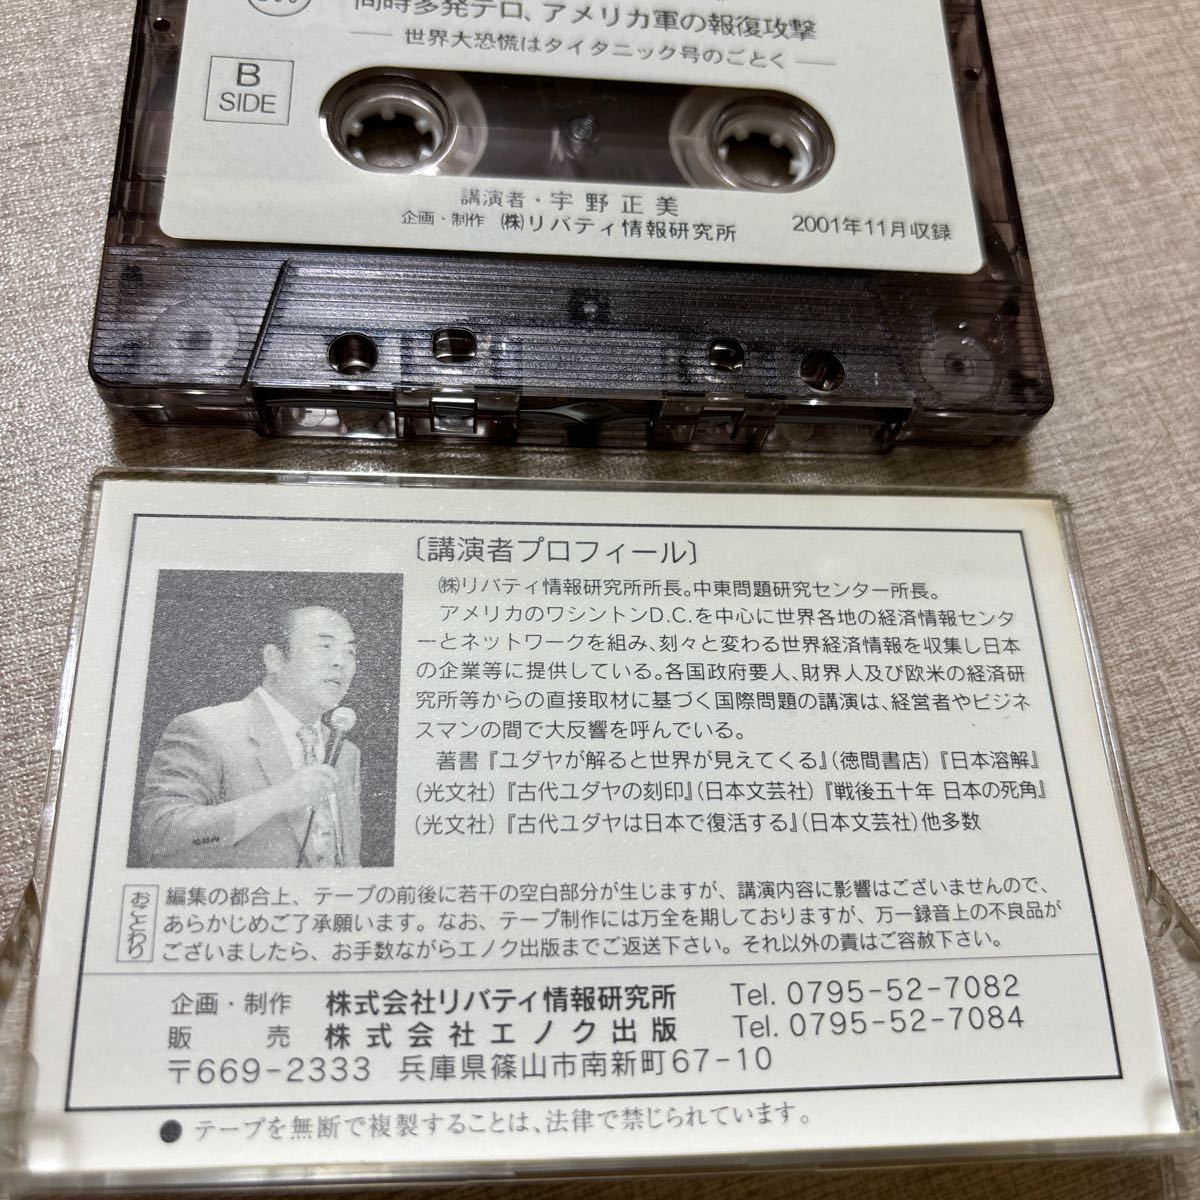 同時多発テロ、アメリカ軍の報復攻撃
― 世界大恐慌はタイタニック号のごとく ―
B
SIDE
講演者・宇野正美
企画・制作 (株)リバティ情報研究所
2001年11月収録
〔講演者プロフィール〕
㈱リバティ情報研究所所長。中東問題研究センター所長。
アメリカのワシントンD.C.を中心に世界各地の経済情報センタ
ーとネットワークを組み、刻々と変わる世界経済情報を収集し日本
の企業等に提供している。各国政府要人、財界人及び欧米の経済研
究所等からの直接取材に基づく国際問題の講演は、経営者やビジネ
スマンの間で大反響を呼んでいる。
著書『ユダヤが解ると世界が見えてくる』(徳間書店)『日本溶解』
(光文社)『古代ユダヤの刻印』(日本文芸社)『戦後五十年 日本の死角』
(光文社)『古代ユダヤは日本で復活する』(日本文芸社)他多数
おことわり
編集の都合上、テープの前後に若干の空白部分が生じますが、講演内容に影響はございませんので、
あらかじめご了承願います。なお、テープ制作には万全を期しておりますが、万一録音上の不良品が
ございましたら、お手数ながらエノク出版までご返送下さい。それ以外の責はご容赦下さい。
企画・制作 株式会社リバティ情報研究所 Tel. 0795-52-7082
販 売 株式会社エノク出版 Tel. 0795-52-7084
〒669-2333 兵庫県篠山市南新町67-10
●テープを無断で複製することは、法律で禁じられています。